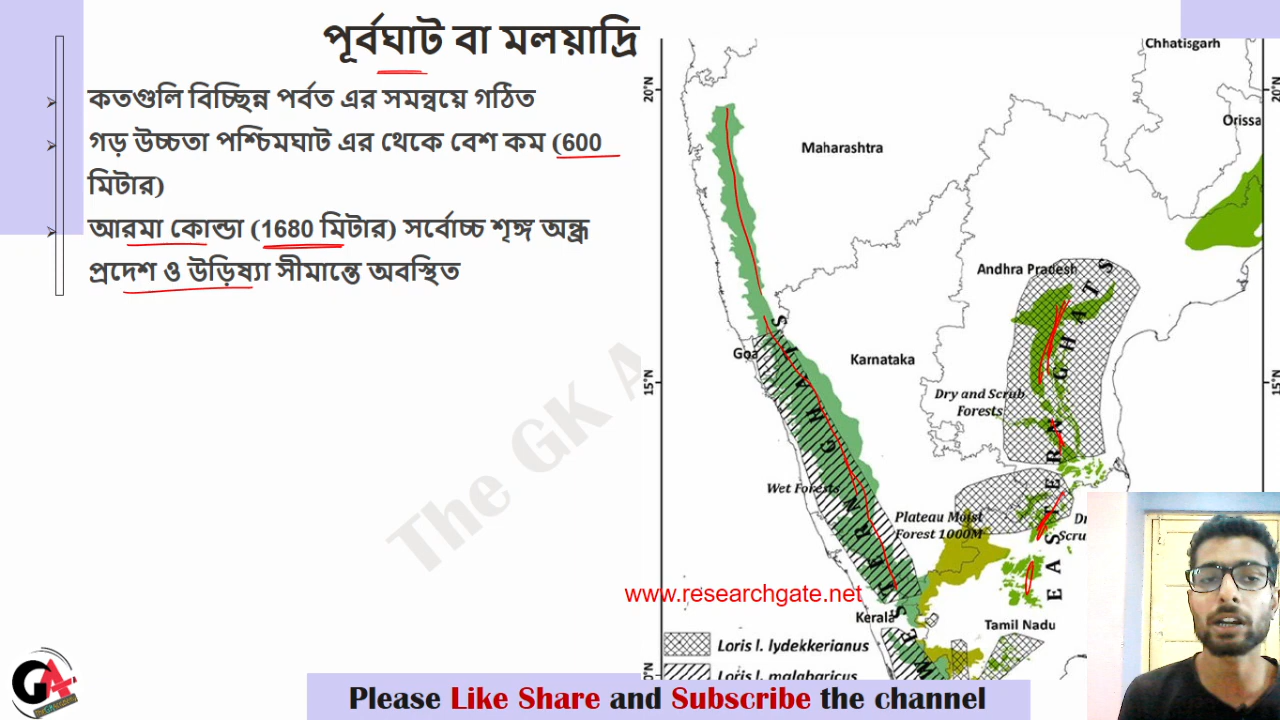 পূর্বঘাট বা মলয়াদ্রি
কতগুলি বিচ্ছিন্ন পর্বত এর সমন্বয়ে গঠিত
গড় উচ্চতা পশ্চিমঘাট এর থেকে বেশ কম (600
মিটার)
আরমা কোন্ডা (1680 মিটার) সর্বোচ্চ শৃঙ্গ অন্ধ্র
প্রদেশ ও উড়িষ্যা সীমান্তে অবস্থিত
The GK A
Chhatisgarh
20°N
Orissa
Maharashtra
Andhra Pradesh
Goa
Karnataka
15°N
Dry and Scrub
Forests
WESTERN GHATS
EASTERN GHATS
Wet Forests
Plateau Moist
Forest 1000M
Scru
www.researchgate.net
Kerala
Tamil Nadu
Loris l. lydekkerianus
Loris l. malabaricus
GA
Please Like Share and Subscribe the channel